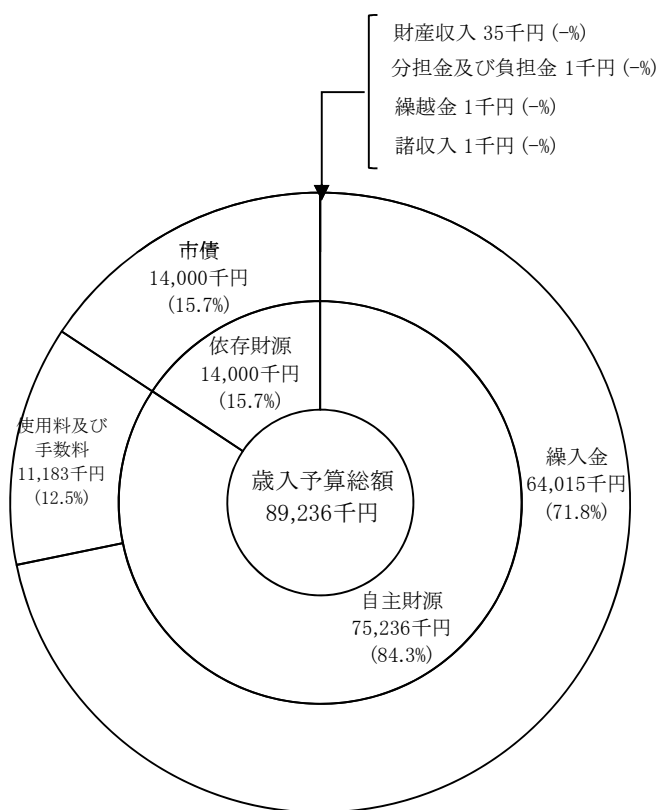 財産収入 35千円 (-%)
分担金及び負担金 1千円 (-%)
繰越金 1千円 (-%)
諸収入 1千円 (-%)
市債
14,000千円
(15.7%)
依存財源
14,000千円
(15.7%)
使用料及び
手数料
11,183千円
(12.5%)
歳入予算総額
89,236千円
繰入金
64,015千円
(71.8%)
自主財源
75,236千円
(84.3%)